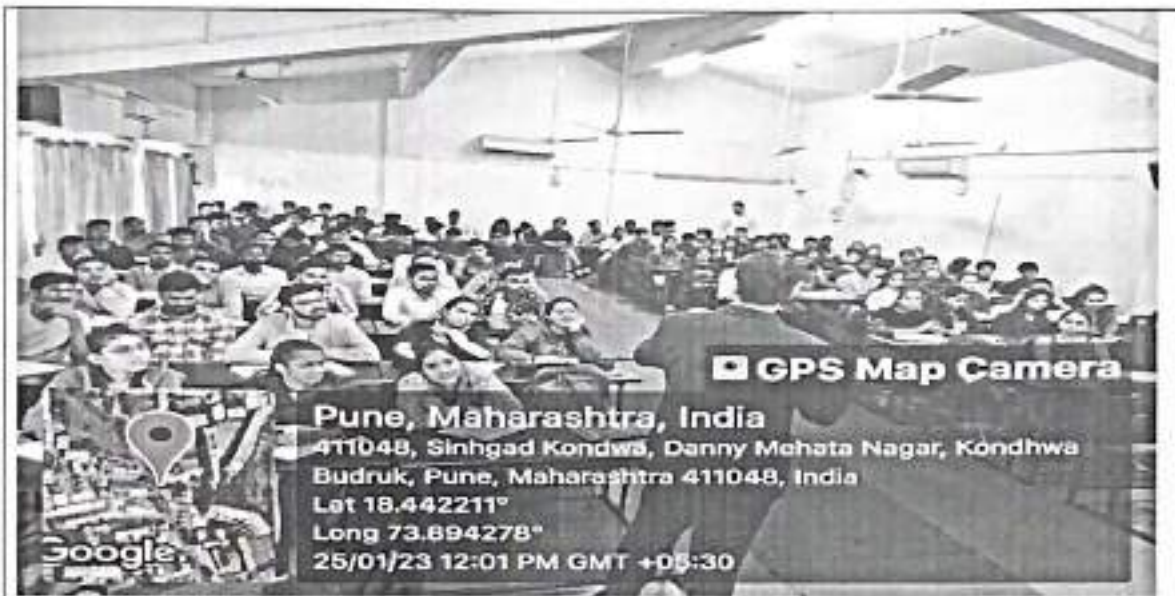 GPS Map Camera
Pune, Maharashtra, India
411048, Sinhgad Kondwa, Danny Mehata Nagar, Kondhwa
Budruk, Pune, Maharashtra 411048, India
Lat 18.442211°
Long 73.894278°
25/01/23 12:01 PM GMT +05:30
Google